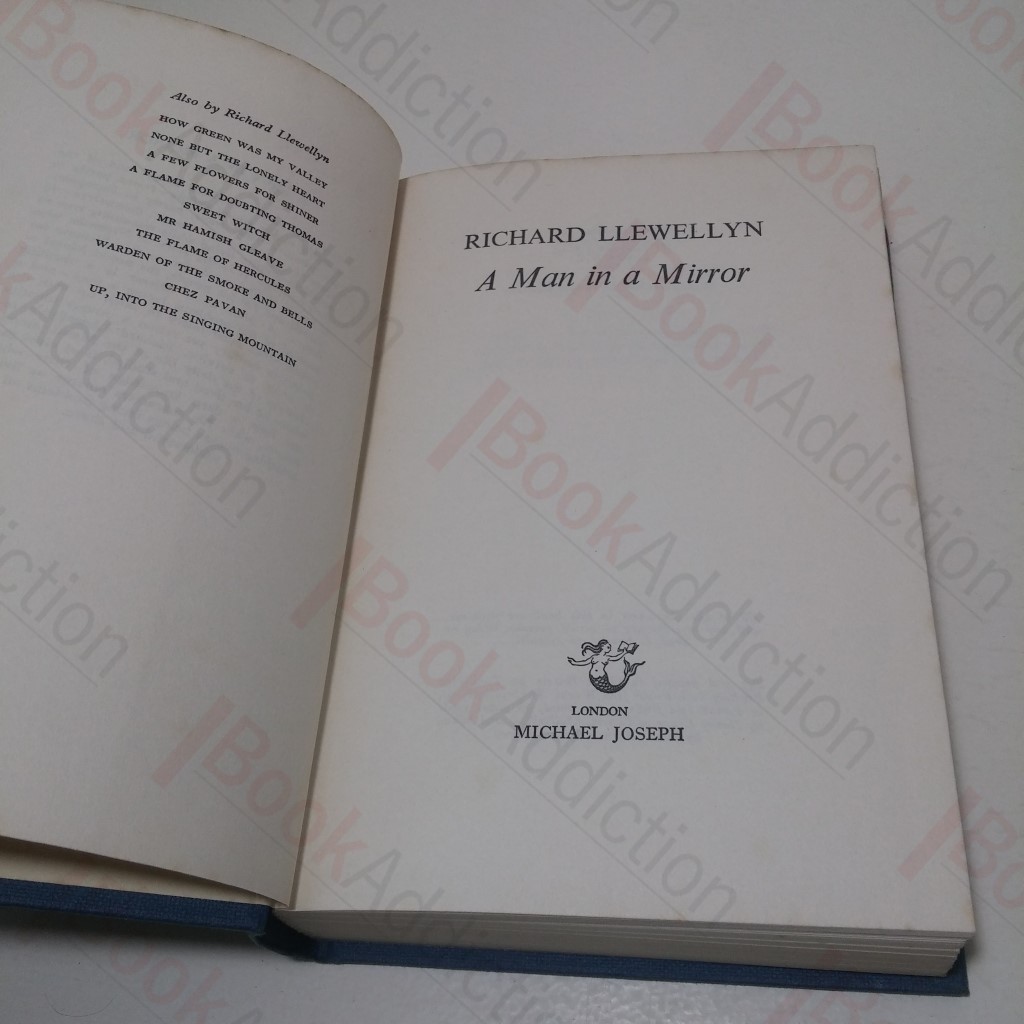 Also by Richard Llewellyn
HOW GREEN WAS MY VALLEY
NONE BUT THE LONELY HEART
A FEW FLOWERS FOR SHINER
A FLAME FOR DOUBTING THOMAS
SWEET WITCH
MR HAMISH GLEAVE
THE FLAME OF HERCULES
WARDEN OF THE SMOKE AND BELLS
CHEZ PAVAN
UP, INTO THE SINGING MOUNTAIN
RICHARD LLEWELLYN
A Man in a Mirror
LONDON
MICHAEL JOSEPH
BookAddiction